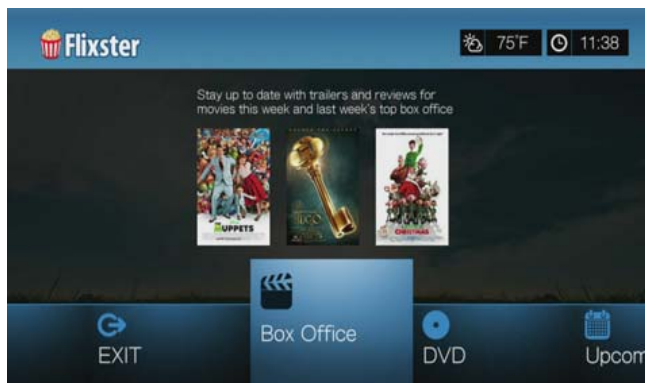 Flixster
75°F
11:38
Stay up to date with trailers and reviews for
movies this week and last week's top box office
MUPPETS
CHRISTMAS
Box Office
EXIT
DVD
Upcom